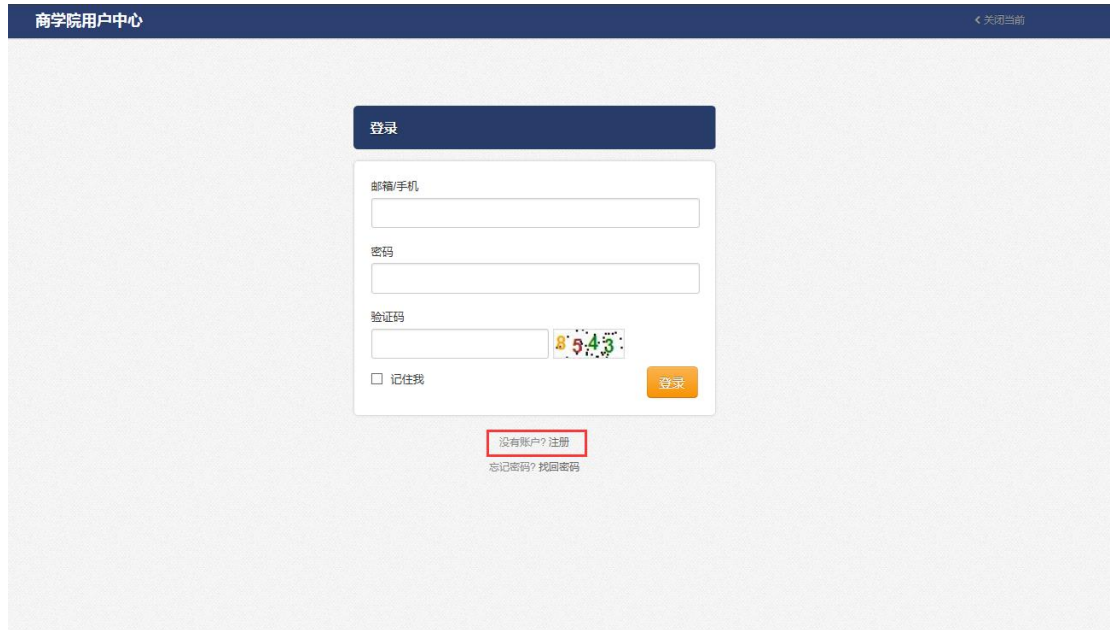 商学院用户中心
关闭当前
登录
邮箱/手机
密码
验证码
8543
记住我
登录
没有账户? 注册
忘记密码? 找回密码